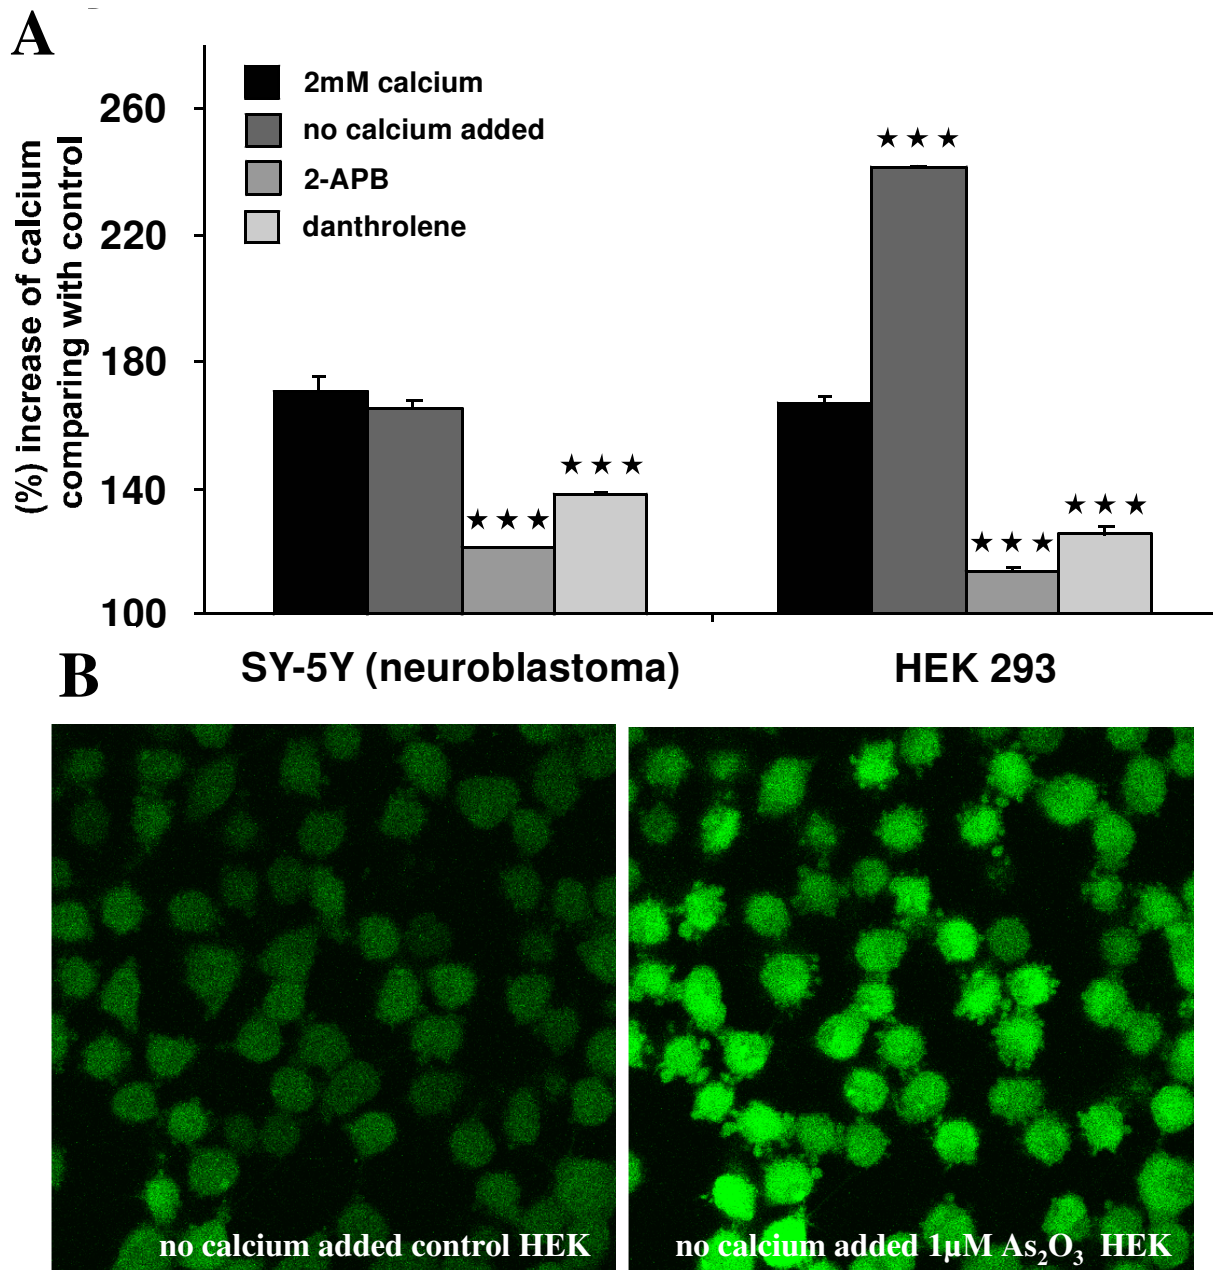 A
(%) increase of calcium
comparing with control
260
220
180
140
100
2mM calcium
no calcium added
2-APB
danthrolene
★★★
★★★
★★★
★★★
★★★
SY-5Y (neuroblastoma)
HEK 293
B
no calcium added control HEK
no calcium added 1µM As₂O₃ HEK